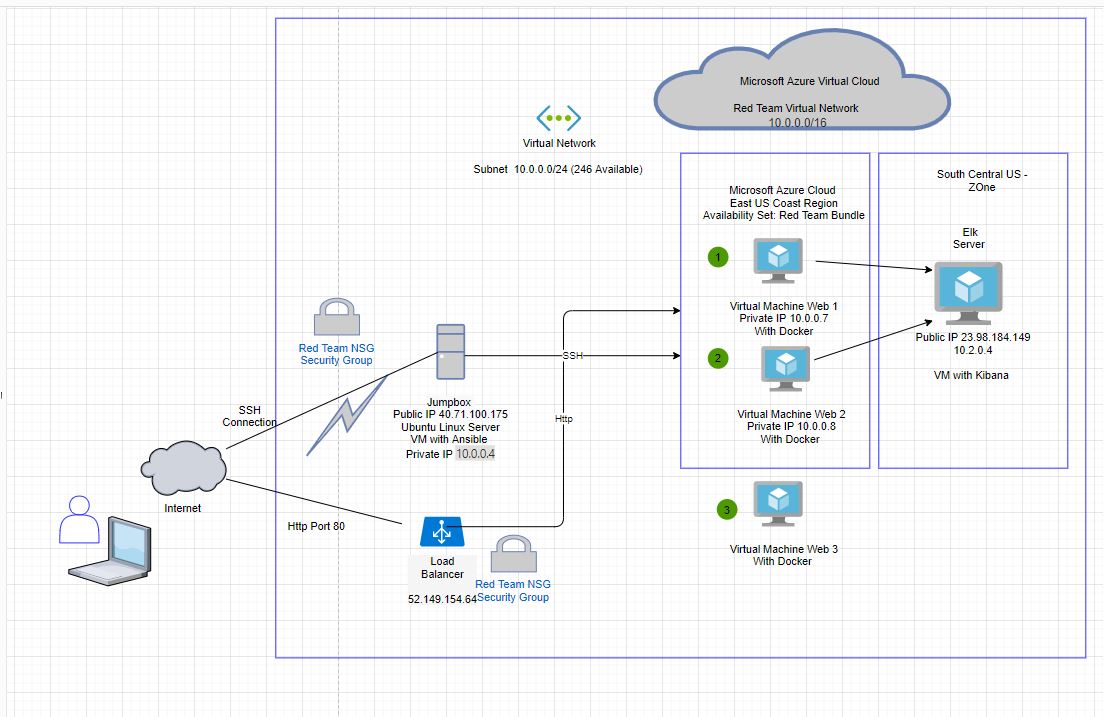 Microsoft Azure Virtual Cloud
Red Team Virtual Network
10.0.0.0/16
Virtual Network
Subnet 10.0.0.0/24 (246 Available)
Microsoft Azure Cloud
East US Coast Region
Availability Set: Red Team Bundle
South Central US -
ZOne
Elk
Server
1
Virtual Machine Web 1
Private IP 10.0.0.7
With Docker
Public IP 23.98.184.149
10.2.0.4
VM with Kibana
2
Virtual Machine Web 2
Private IP 10.0.0.8
With Docker
3
Virtual Machine Web 3
With Docker
Red Team NSG
Security Group
SSH
Connection
Jumpbox
Public IP 40.71.100.175
Ubuntu Linux Server
VM with Ansible
Private IP 10.0.0.4
SSH
Http
Internet
Http Port 80
Load
Balancer
52.149.154.64
Red Team NSG
Security Group